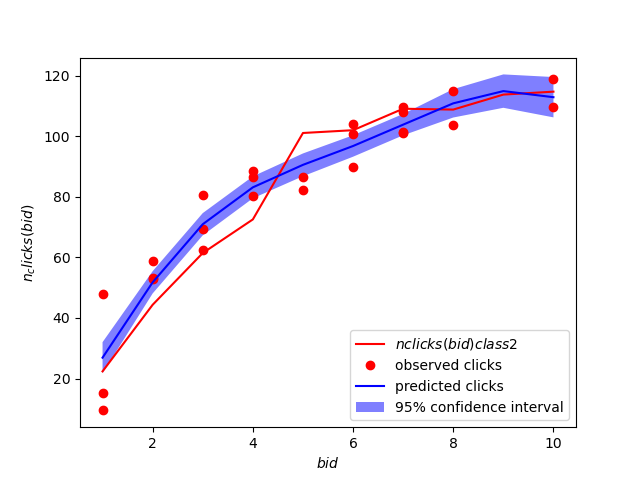 120
100
80
60
40
20
n_clicks(bid)
nclicks(bid)class2
observed clicks
predicted clicks
95% confidence interval
2 4 6 8 10
bid